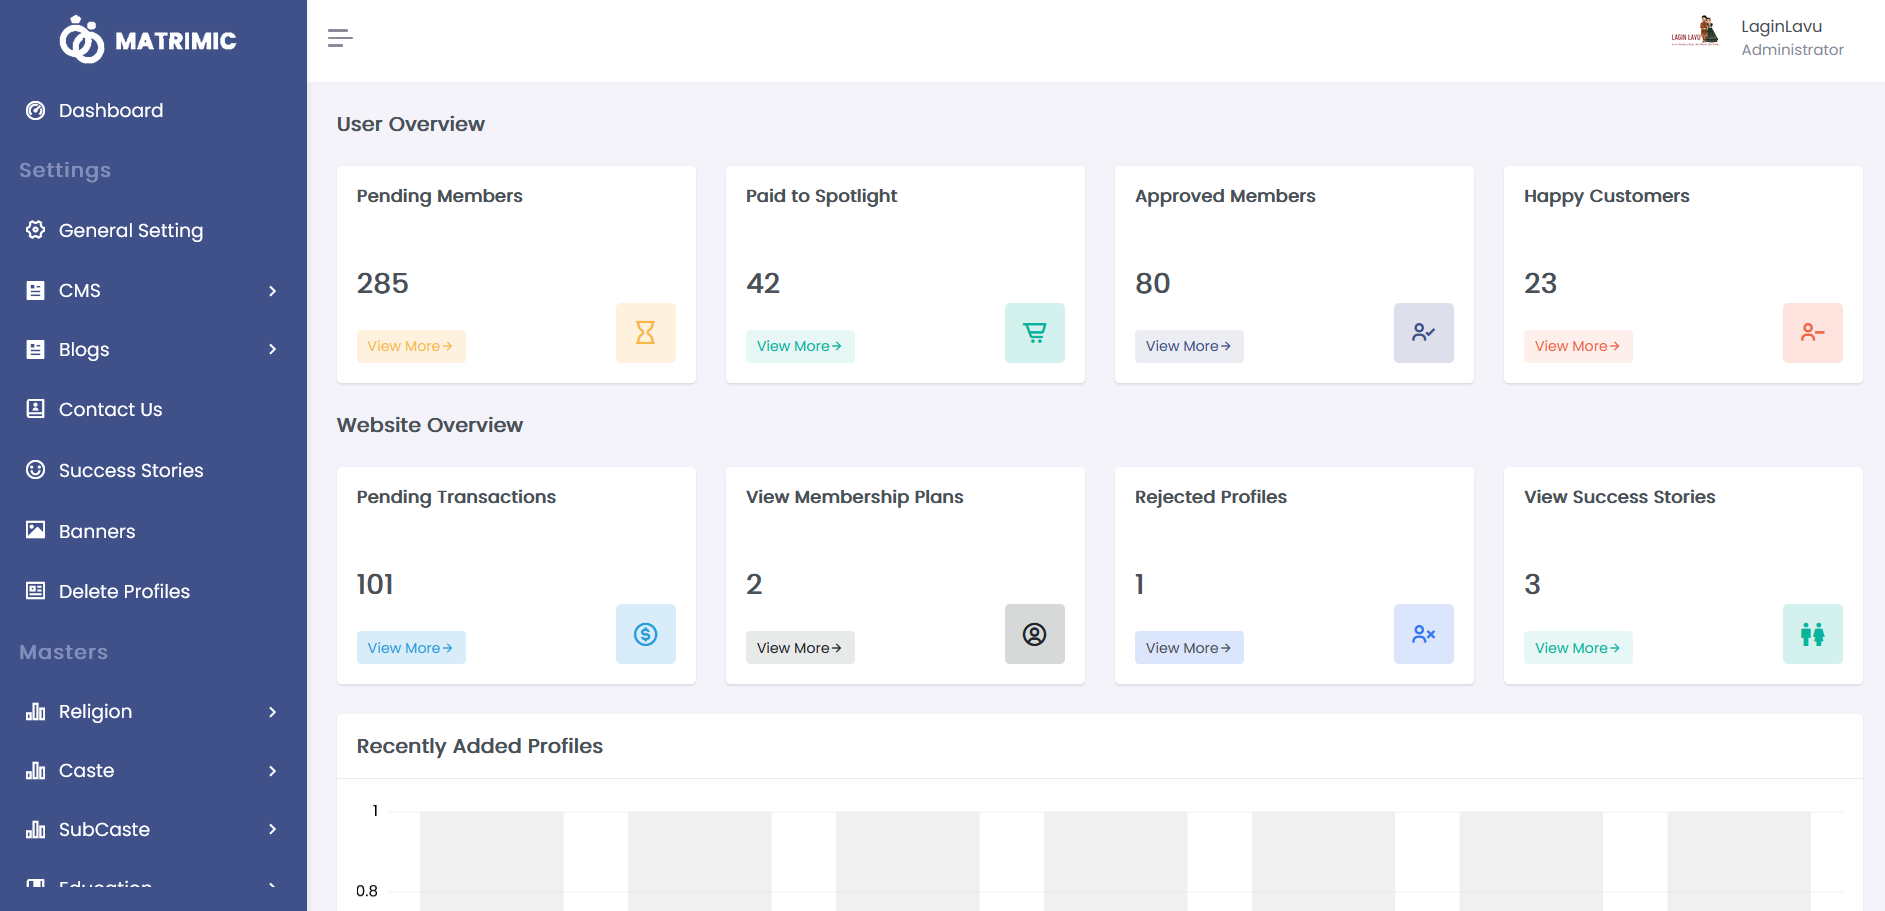 MATRIMIC
Dashboard
Settings
General Setting
CMS
Blogs
Contact Us
Success Stories
Banners
Delete Profiles
Masters
Religion
Caste
SubCaste
Education
LAGIN LAVU
LaginLavu
Administrator
User Overview
Pending Members
285
View More→
Paid to Spotlight
42
View More→
Approved Members
80
View More→
Happy Customers
23
View More→
Website Overview
Pending Transactions
101
View More→
View Membership Plans
2
View More→
Rejected Profiles
1
View More→
View Success Stories
3
View More→
Recently Added Profiles
1
0.8